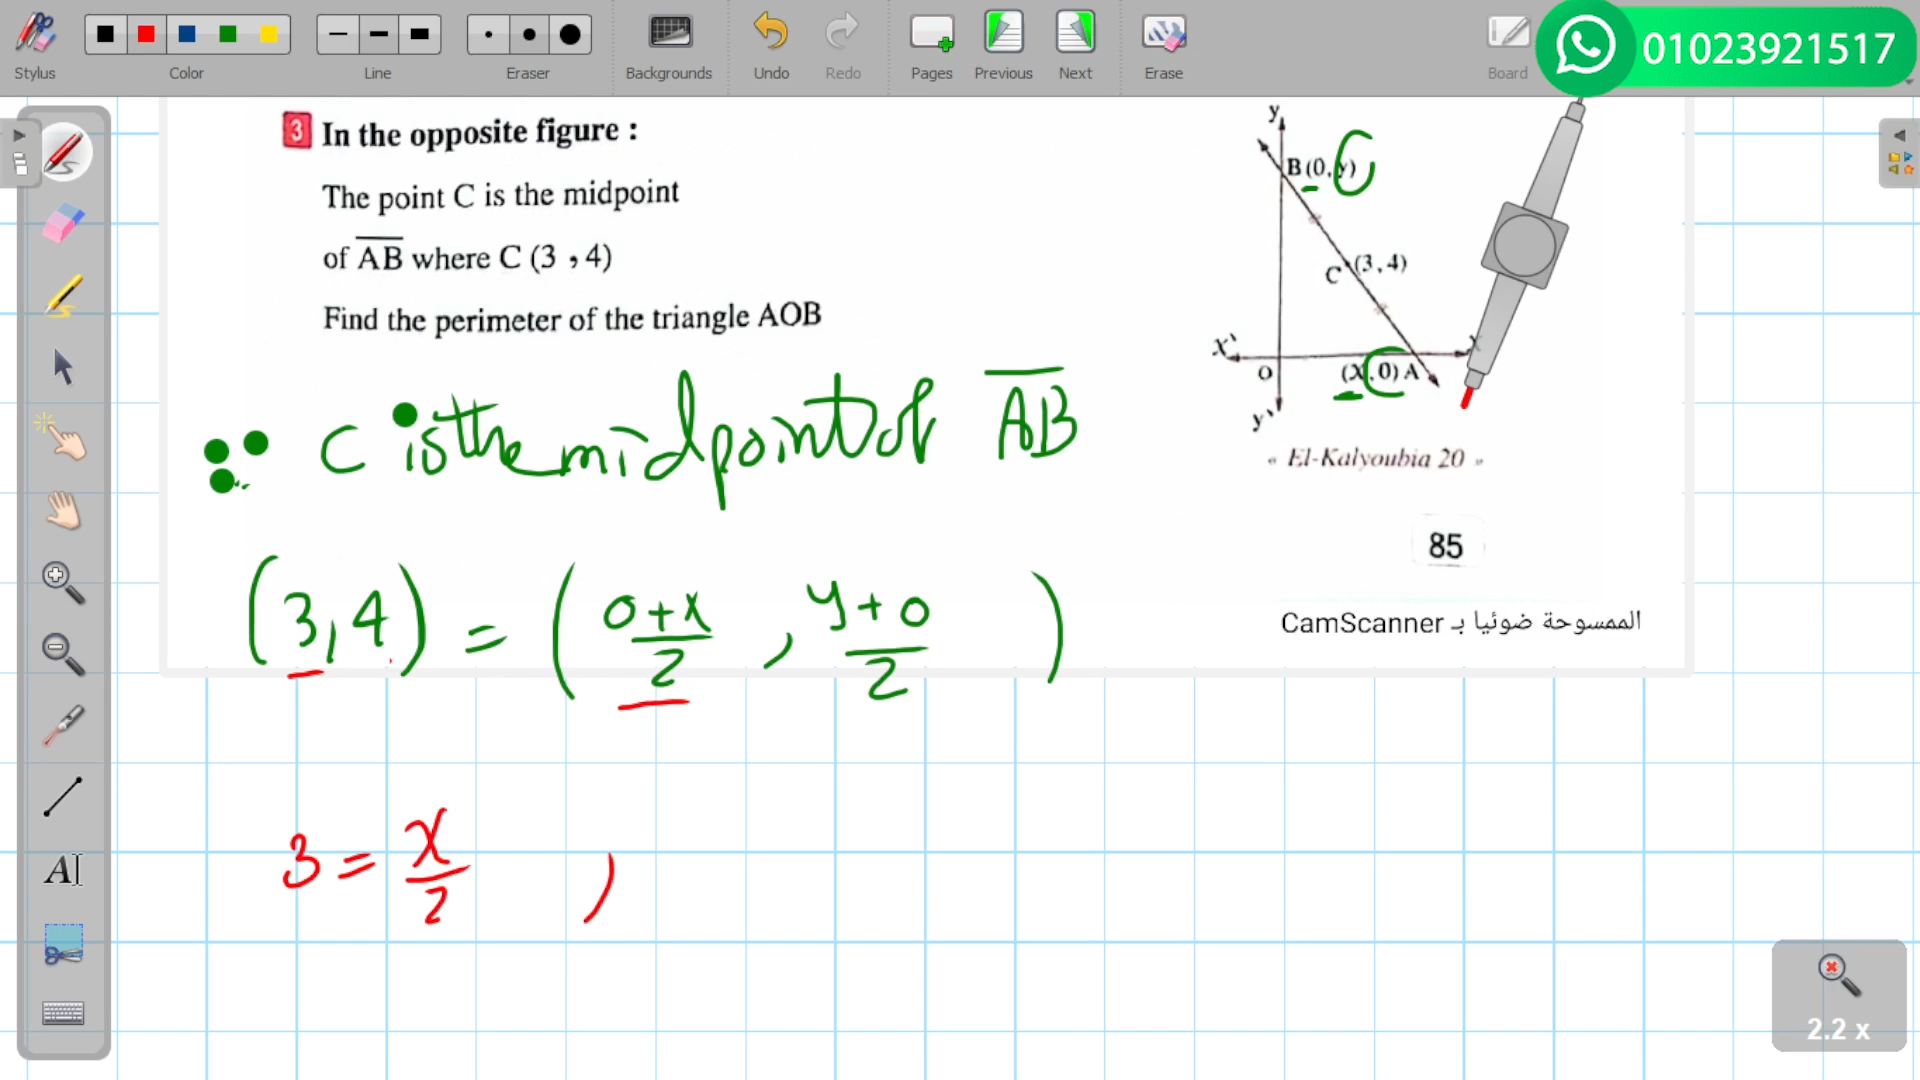 Stylus Color Line Eraser Backgrounds Undo Redo Pages Previous Next Erase Board
01023921517
3 In the opposite figure :
The point C is the midpoint
of AB where C (3 , 4)
Find the perimeter of the triangle AOB
y
B (0, y)
C (3, 4)
x`
x
O
(X, 0) A
y`
« El-Kalyoubia 20 »
85
الممسوحة ضوئيا بـ CamScanner
∵ C is the midpoint of AB
(3, 4) = ( 0+x/2 , y+0/2 )
3 = x/2 ,
2.2 x